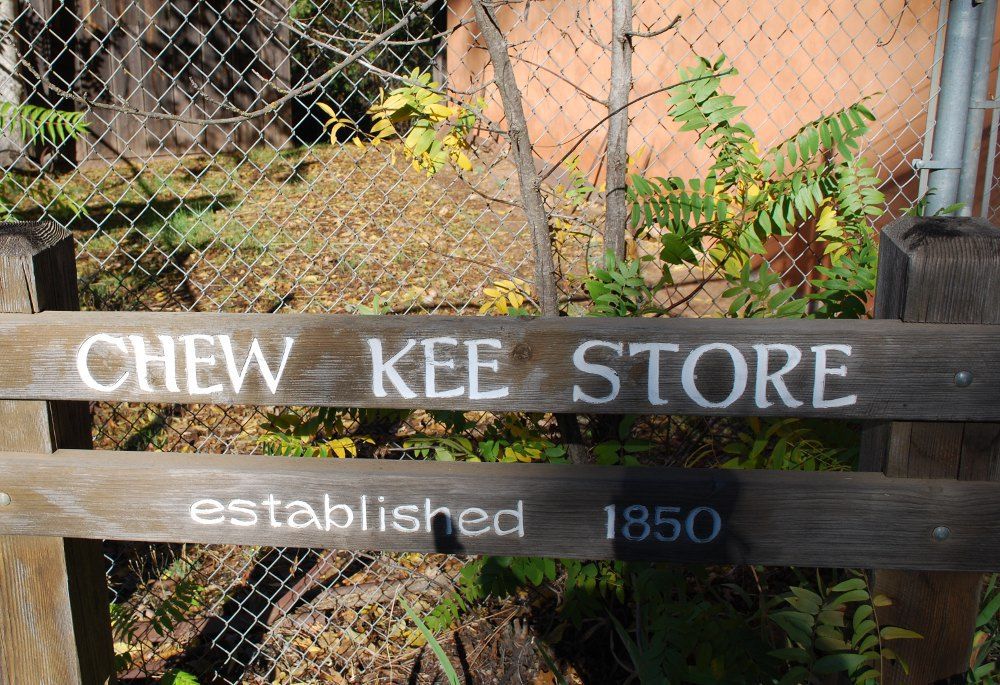 CHEW KEE STORE
established 1850